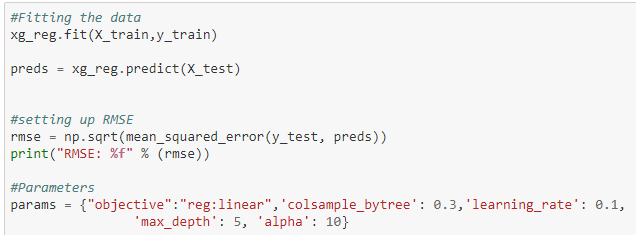 #Fitting the data
xg_reg.fit(X_train,y_train)
preds = xg_reg.predict(X_test)
#setting up RMSE
rmse = np.sqrt(mean_squared_error(y_test, preds))
print("RMSE: %f" % (rmse))
#Parameters
params = {"objective":"reg:linear",'colsample_bytree': 0.3,'learning_rate': 0.1,
'max_depth': 5, 'alpha': 10}